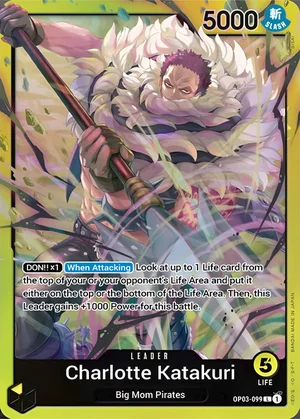 5000 斬
SLASH
DON!! ×1 When Attacking Look at up to 1 Life card from
the top of your or your opponent's Life Area and put it
either on the top or the bottom of the Life Area. Then, this
Leader gains +1000 Power for this battle.
LEADER
Charlotte Katakuri
5
LIFE
Big Mom Pirates
OP03-099 L 1